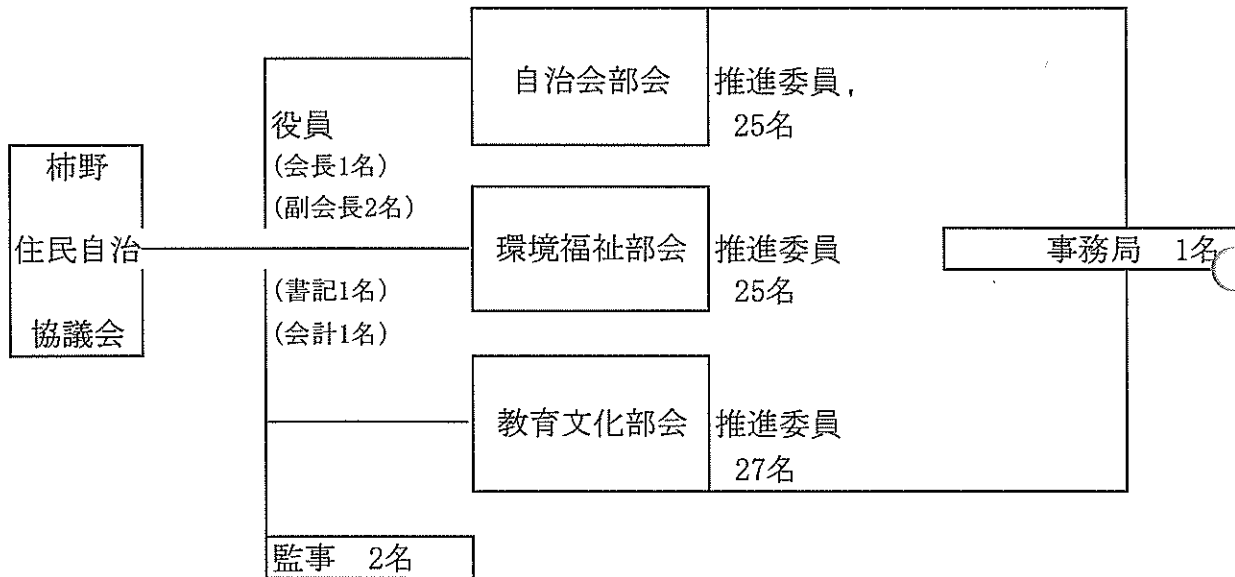 柿野
住民自治
協議会
役員
(会長1名)
(副会長2名)
(書記1名)
(会計1名)
自治会部会
推進委員,
25名
環境福祉部会
推進委員
25名
教育文化部会
推進委員
27名
事務局 1名
監事 2名